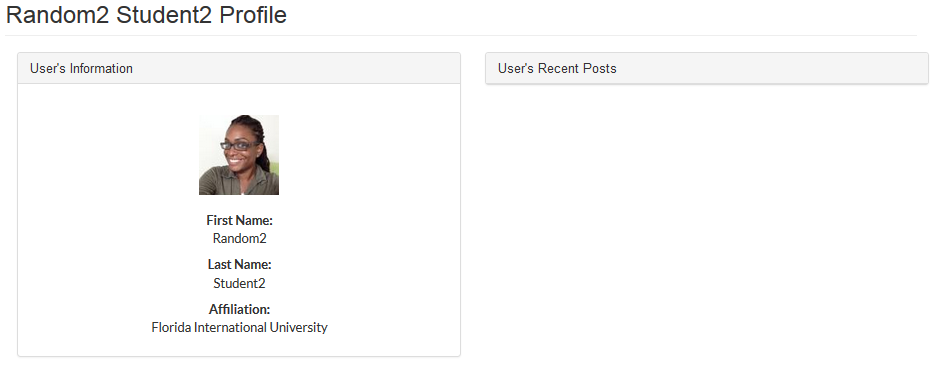 Random2 Student2 Profile
User's Information
First Name:
Random2
Last Name:
Student2
Affiliation:
Florida International University
User's Recent Posts